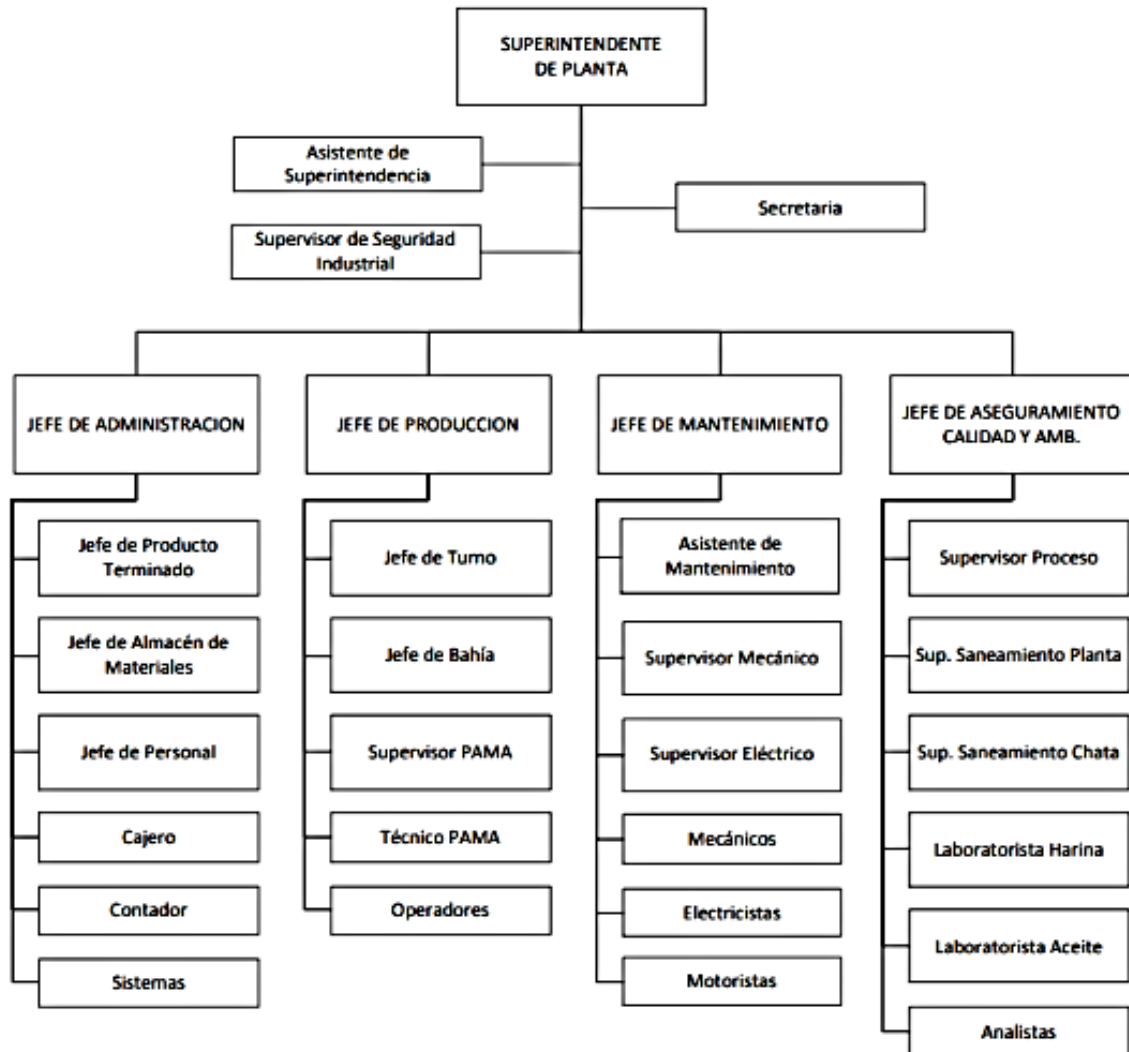 SUPERINTENDENTE
DE PLANTA
Asistente de
Superintendencia
Secretaria
Supervisor de Seguridad
Industrial
JEFE DE ADMINISTRACION
JEFE DE PRODUCCION
JEFE DE MANTENIMIENTO
JEFE DE ASEGURAMIENTO
CALIDAD Y AMB.
Jefe de Producto
Terminado
Jefe de Almacén de
Materiales
Jefe de Personal
Cajero
Contador
Sistemas
Jefe de Turno
Jefe de Bahía
Supervisor PAMA
Técnico PAMA
Operadores
Asistente de
Mantenimiento
Supervisor Mecánico
Supervisor Eléctrico
Mecánicos
Electricistas
Motoristas
Supervisor Proceso
Sup. Saneamiento Planta
Sup. Saneamiento Chata
Laboratorista Harina
Laboratorista Aceite
Analistas